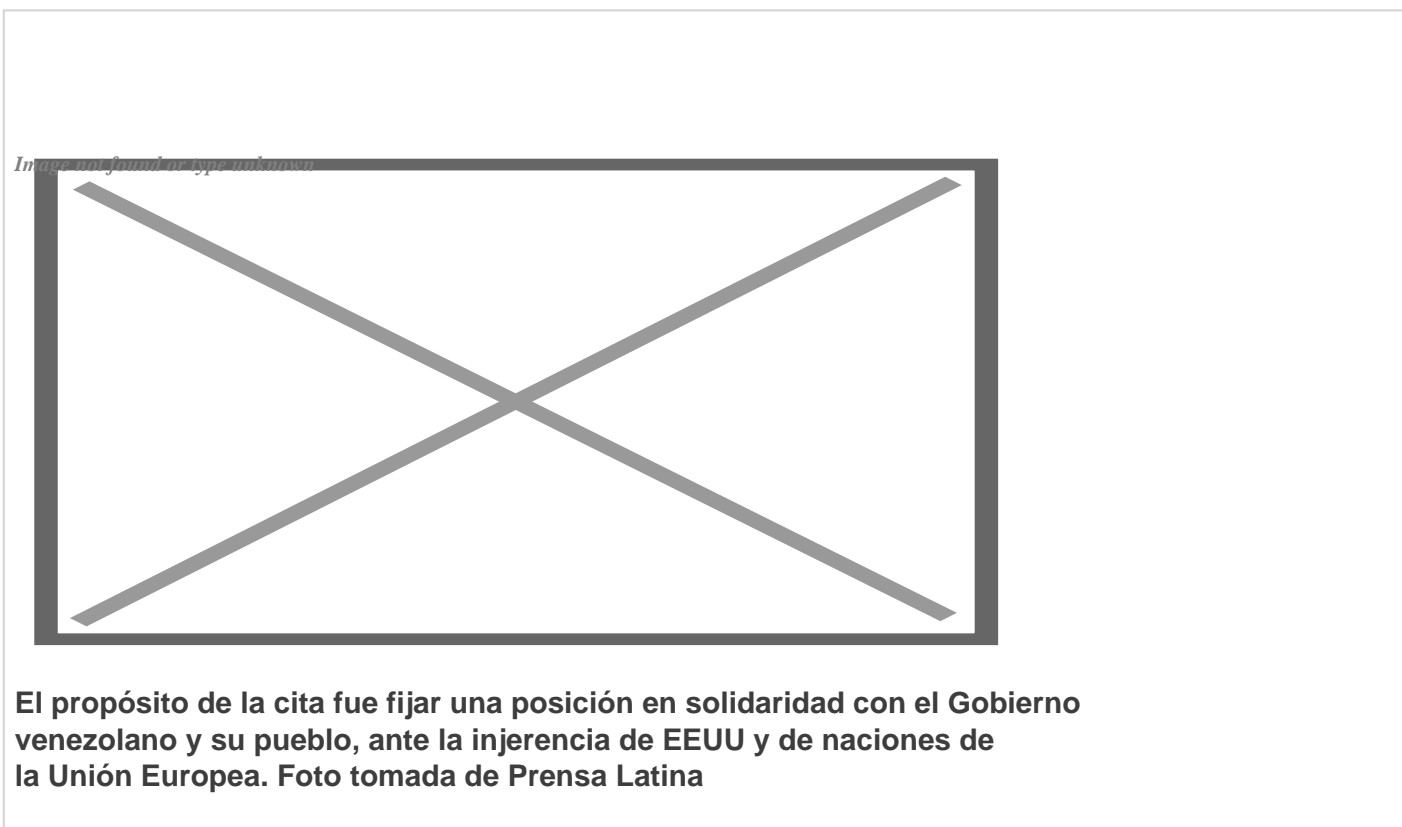 Image not found or type unknown
El propósito de la cita fue fijar una posición en solidaridad con el Gobierno
venezolano y su pueblo, ante la injerencia de EEUU y de naciones de
la Unión Europea. Foto tomada de Prensa Latina